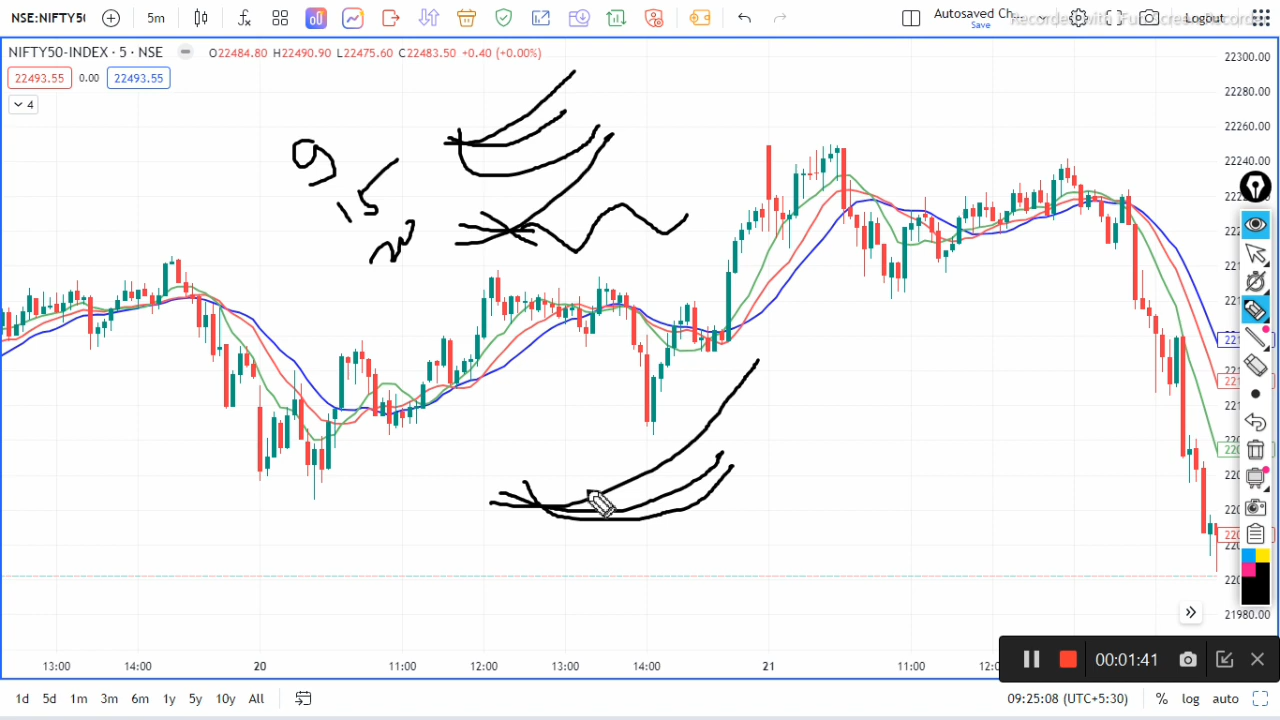 NSE:NIFTY50
5m
Autosaved Ch
Save
Logout
NIFTY50-INDEX · 5 · NSE
O22484.80 H22490.90 L22475.60 C22483.50 +0.40 (+0.00%)
22493.55 0.00 22493.55
4
9
15
22300.00
22280.00
22260.00
22240.00
21980.00
13:00 14:00 20 11:00 12:00 13:00 14:00 21 11:00
00:01:41
1d 5d 1m 3m 6m 1y 5y 10y All
09:25:08 (UTC+5:30) % log auto